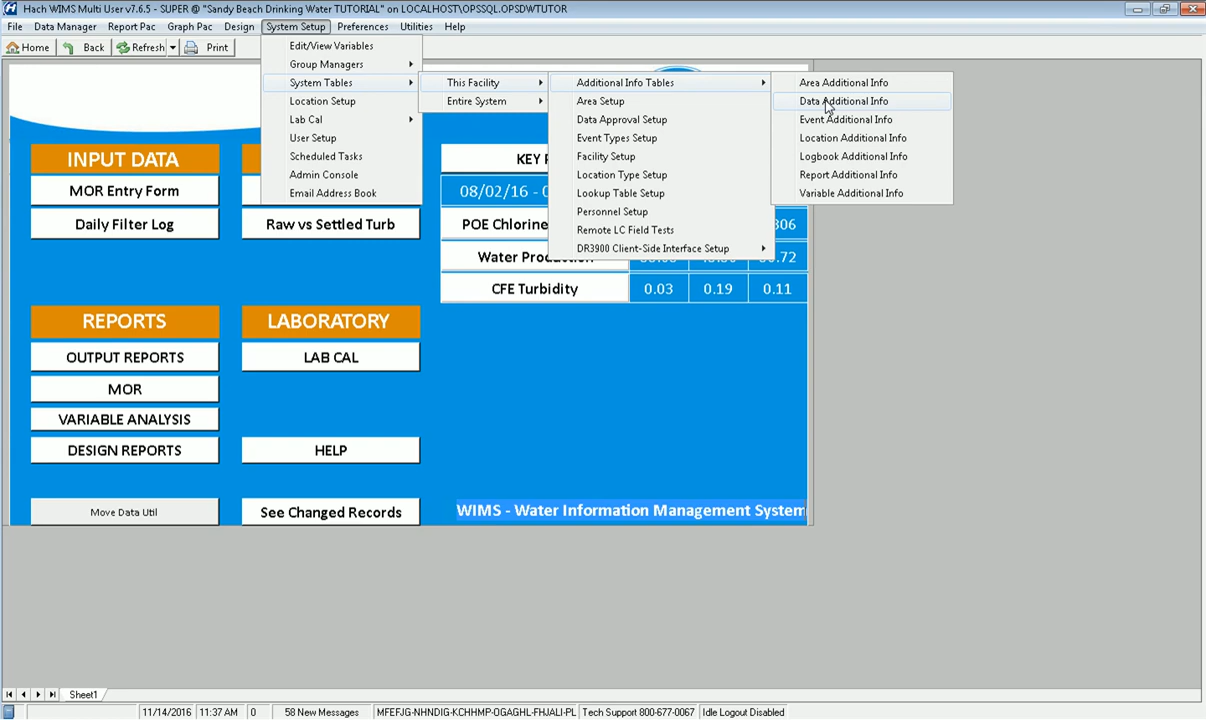 Hach WIMS Multi User v7.6.5 - SUPER @ "Sandy Beach Drinking Water TUTORIAL" on LOCALHOST\OPSSQL.OPSDWTUTOR
File Data Manager Report Pac Graph Pac Design System Setup Preferences Utilities Help
Home Back Refresh Print
Edit/View Variables
Group Managers
System Tables
Location Setup
Lab Cal
User Setup
Scheduled Tasks
Admin Console
Email Address Book
This Facility
Entire System
Additional Info Tables
Area Setup
Data Approval Setup
Event Types Setup
Facility Setup
Location Type Setup
Lookup Table Setup
Personnel Setup
Remote LC Field Tests
DR3900 Client-Side Interface Setup
Area Additional Info
Data Additional Info
Event Additional Info
Location Additional Info
Logbook Additional Info
Report Additional Info
Variable Additional Info
INPUT DATA
MOR Entry Form
Daily Filter Log
Raw vs Settled Turb
KEY
08/02/16 -
POE Chlorine
Water
CFE Turbidity 0.03 0.19 0.11
REPORTS
OUTPUT REPORTS
MOR
VARIABLE ANALYSIS
DESIGN REPORTS
LABORATORY
LAB CAL
HELP
Move Data Util
See Changed Records
WIMS - Water Information Management System
Sheet1
11/14/2016 11:37 AM 0 58 New Messages MFEFJG-NHNDIG-KCHHMP-OGAGHL-FHJALI-PL Tech Support 800-677-0067 Idle Logout Disabled